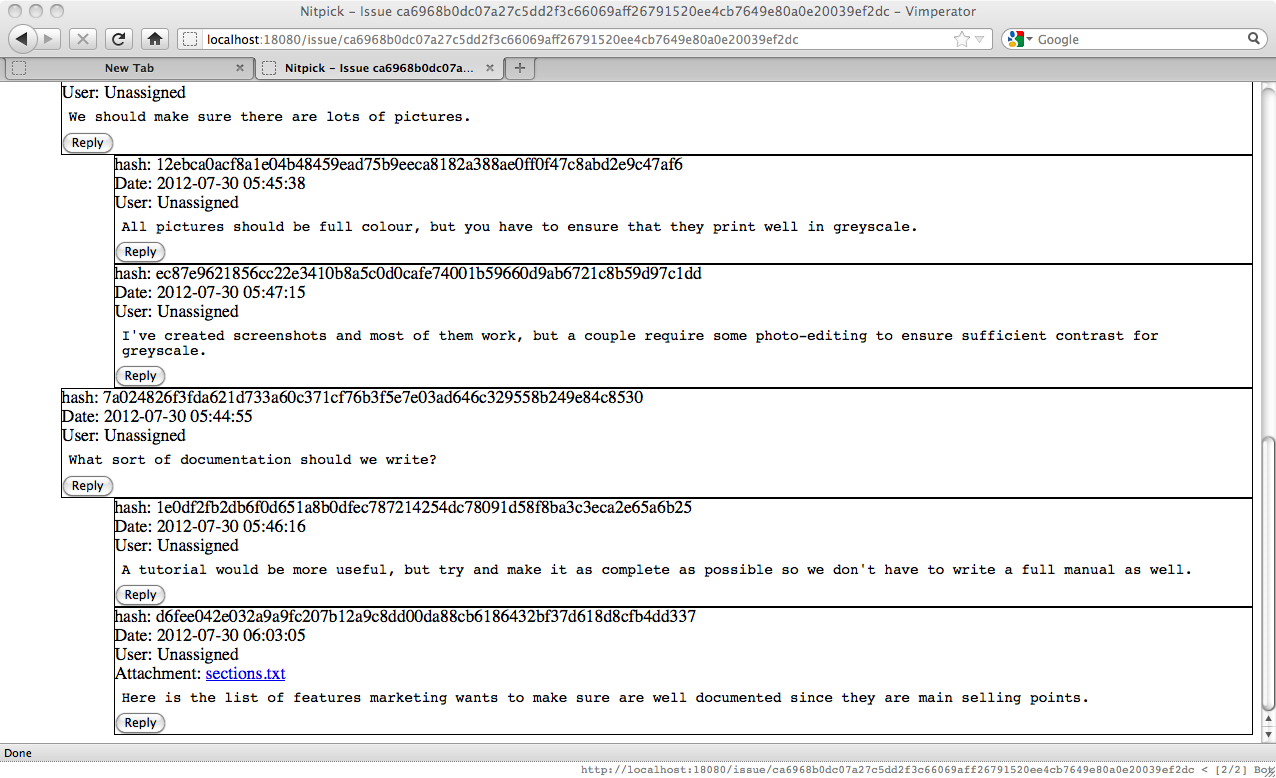 Nitpick – Issue ca6968b0dc07a27c5dd2f3c66069aff26791520ee4cb7649e80a0e20039ef2dc – Vimperator
localhost:18080/issue/ca6968b0dc07a27c5dd2f3c66069aff26791520ee4cb7649e80a0e20039ef2dc
Google
New Tab
Nitpick – Issue ca6968b0dc07a...
User: Unassigned
We should make sure there are lots of pictures.
Reply
hash: 12ebca0acf8a1e04b48459ead75b9eeca8182a388ae0ff0f47c8abd2e9c47af6
Date: 2012-07-30 05:45:38
User: Unassigned
All pictures should be full colour, but you have to ensure that they print well in greyscale.
Reply
hash: ec87e9621856cc22e3410b8a5c0d0cafe74001b59660d9ab6721c8b59d97c1dd
Date: 2012-07-30 05:47:15
User: Unassigned
I've created screenshots and most of them work, but a couple require some photo-editing to ensure sufficient contrast for
greyscale.
Reply
hash: 7a024826f3fda621d733a60c371cf76b3f5e7e03ad646c329558b249e84c8530
Date: 2012-07-30 05:44:55
User: Unassigned
What sort of documentation should we write?
Reply
hash: 1e0df2fb2db6f0d651a8b0dfec787214254dc78091d58f8ba3c3eca2e65a6b25
Date: 2012-07-30 05:46:16
User: Unassigned
A tutorial would be more useful, but try and make it as complete as possible so we don't have to write a full manual as well.
Reply
hash: d6fee042e032a9a9fc207b12a9c8dd00da88cb6186432bf37d618d8cfb4dd337
Date: 2012-07-30 06:03:05
User: Unassigned
Attachment: sections.txt
Here is the list of features marketing wants to make sure are well documented since they are main selling points.
Reply
Done
http://localhost:18080/issue/ca6968b0dc07a27c5dd2f3c66069aff26791520ee4cb7649e80a0e20039ef2dc < [2/2] Bot